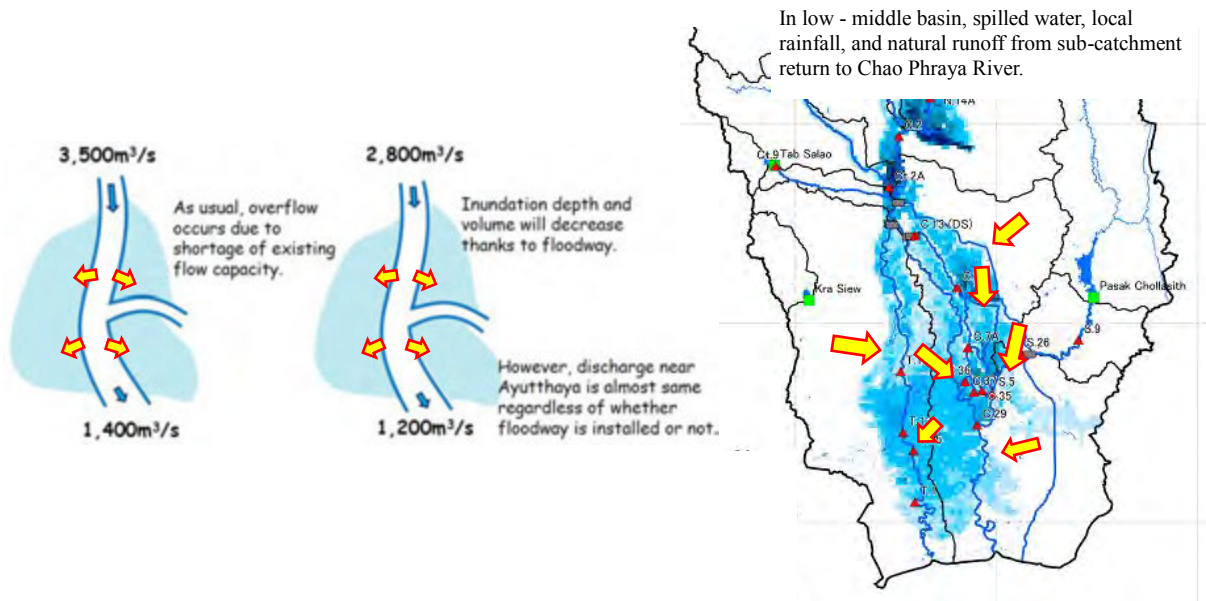 In low - middle basin, spilled water, local
rainfall, and natural runoff from sub-catchment
return to Chao Phraya River.
3,500m³/s
As usual, overflow
occurs due to
shortage of existing
flow capacity.
1,400m³/s
2,800m³/s
Inundation depth and
volume will decrease
thanks to floodway.
However, discharge near
Ayutthaya is almost same
regardless of whether
floodway is installed or not.
1,200m³/s
N.14A
Ct.9 Tab Salao
Ct.2A
C.13 (DS)
Kra Siew
Pasak Chollasith
S.9
C.7A
S.26
36
S.5
C.35
C.29